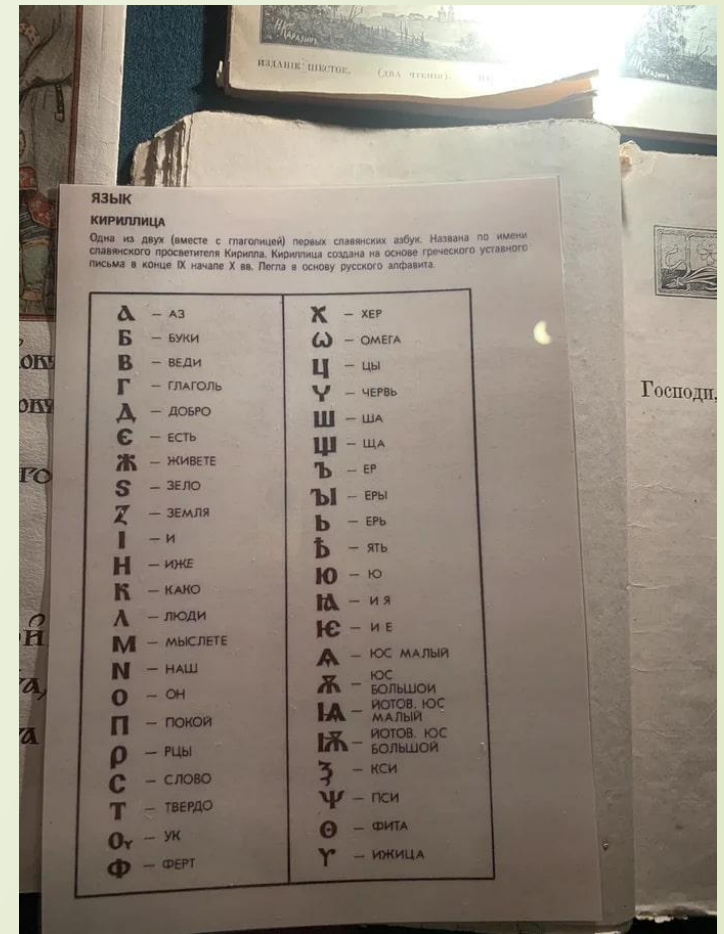 ИЗДАНІЕ ШЕСТОЕ.
ЯЗЫК
КИРИЛЛИЦА
Одна из двух (вместе с глаголицей) первых славянских азбук. Названа по имени
славянского просветителя Кирилла. Кириллица создана на основе греческого уставного
письма в конце IX начале X вв. Легла в основу русского алфавита.
Ѧ — АЗ
Б — БУКИ
В — ВЕДИ
Г — ГЛАГОЛЬ
Д — ДОБРО
Є — ЕСТЬ
Ж — ЖИВЕТЕ
Ѕ — ЗЕЛО
Z — ЗЕМЛЯ
І — И
Н — ИЖЕ
К — КАКО
Л — ЛЮДИ
М — МЫСЛЕТЕ
N — НАШ
О — ОН
П — ПОКОЙ
Р — РЦЫ
С — СЛОВО
Т — ТВЕРДО
Оу — УК
Ф — ФЕРТ
Х — ХЕР
Ѡ — ОМЕГА
Ц — ЦЫ
Ч — ЧЕРВЬ
Ш — ША
Щ — ЩА
Ъ — ЕР
ЪІ — ЕРЫ
Ь — ЕРЬ
Ѣ — ЯТЬ
Ю — Ю
Ꙗ — И Я
Ѥ — И Е
Ѧ — ЮС МАЛЫЙ
Ѫ — ЮС
БОЛЬШОЙ
Ѩ — ЙОТОВ. ЮС
МАЛЫЙ
Ѭ — ЙОТОВ. ЮС
БОЛЬШОЙ
Ѯ — КСИ
Ѱ — ПСИ
Ѳ — ФИТА
Ѵ — ИЖИЦА
Господи,